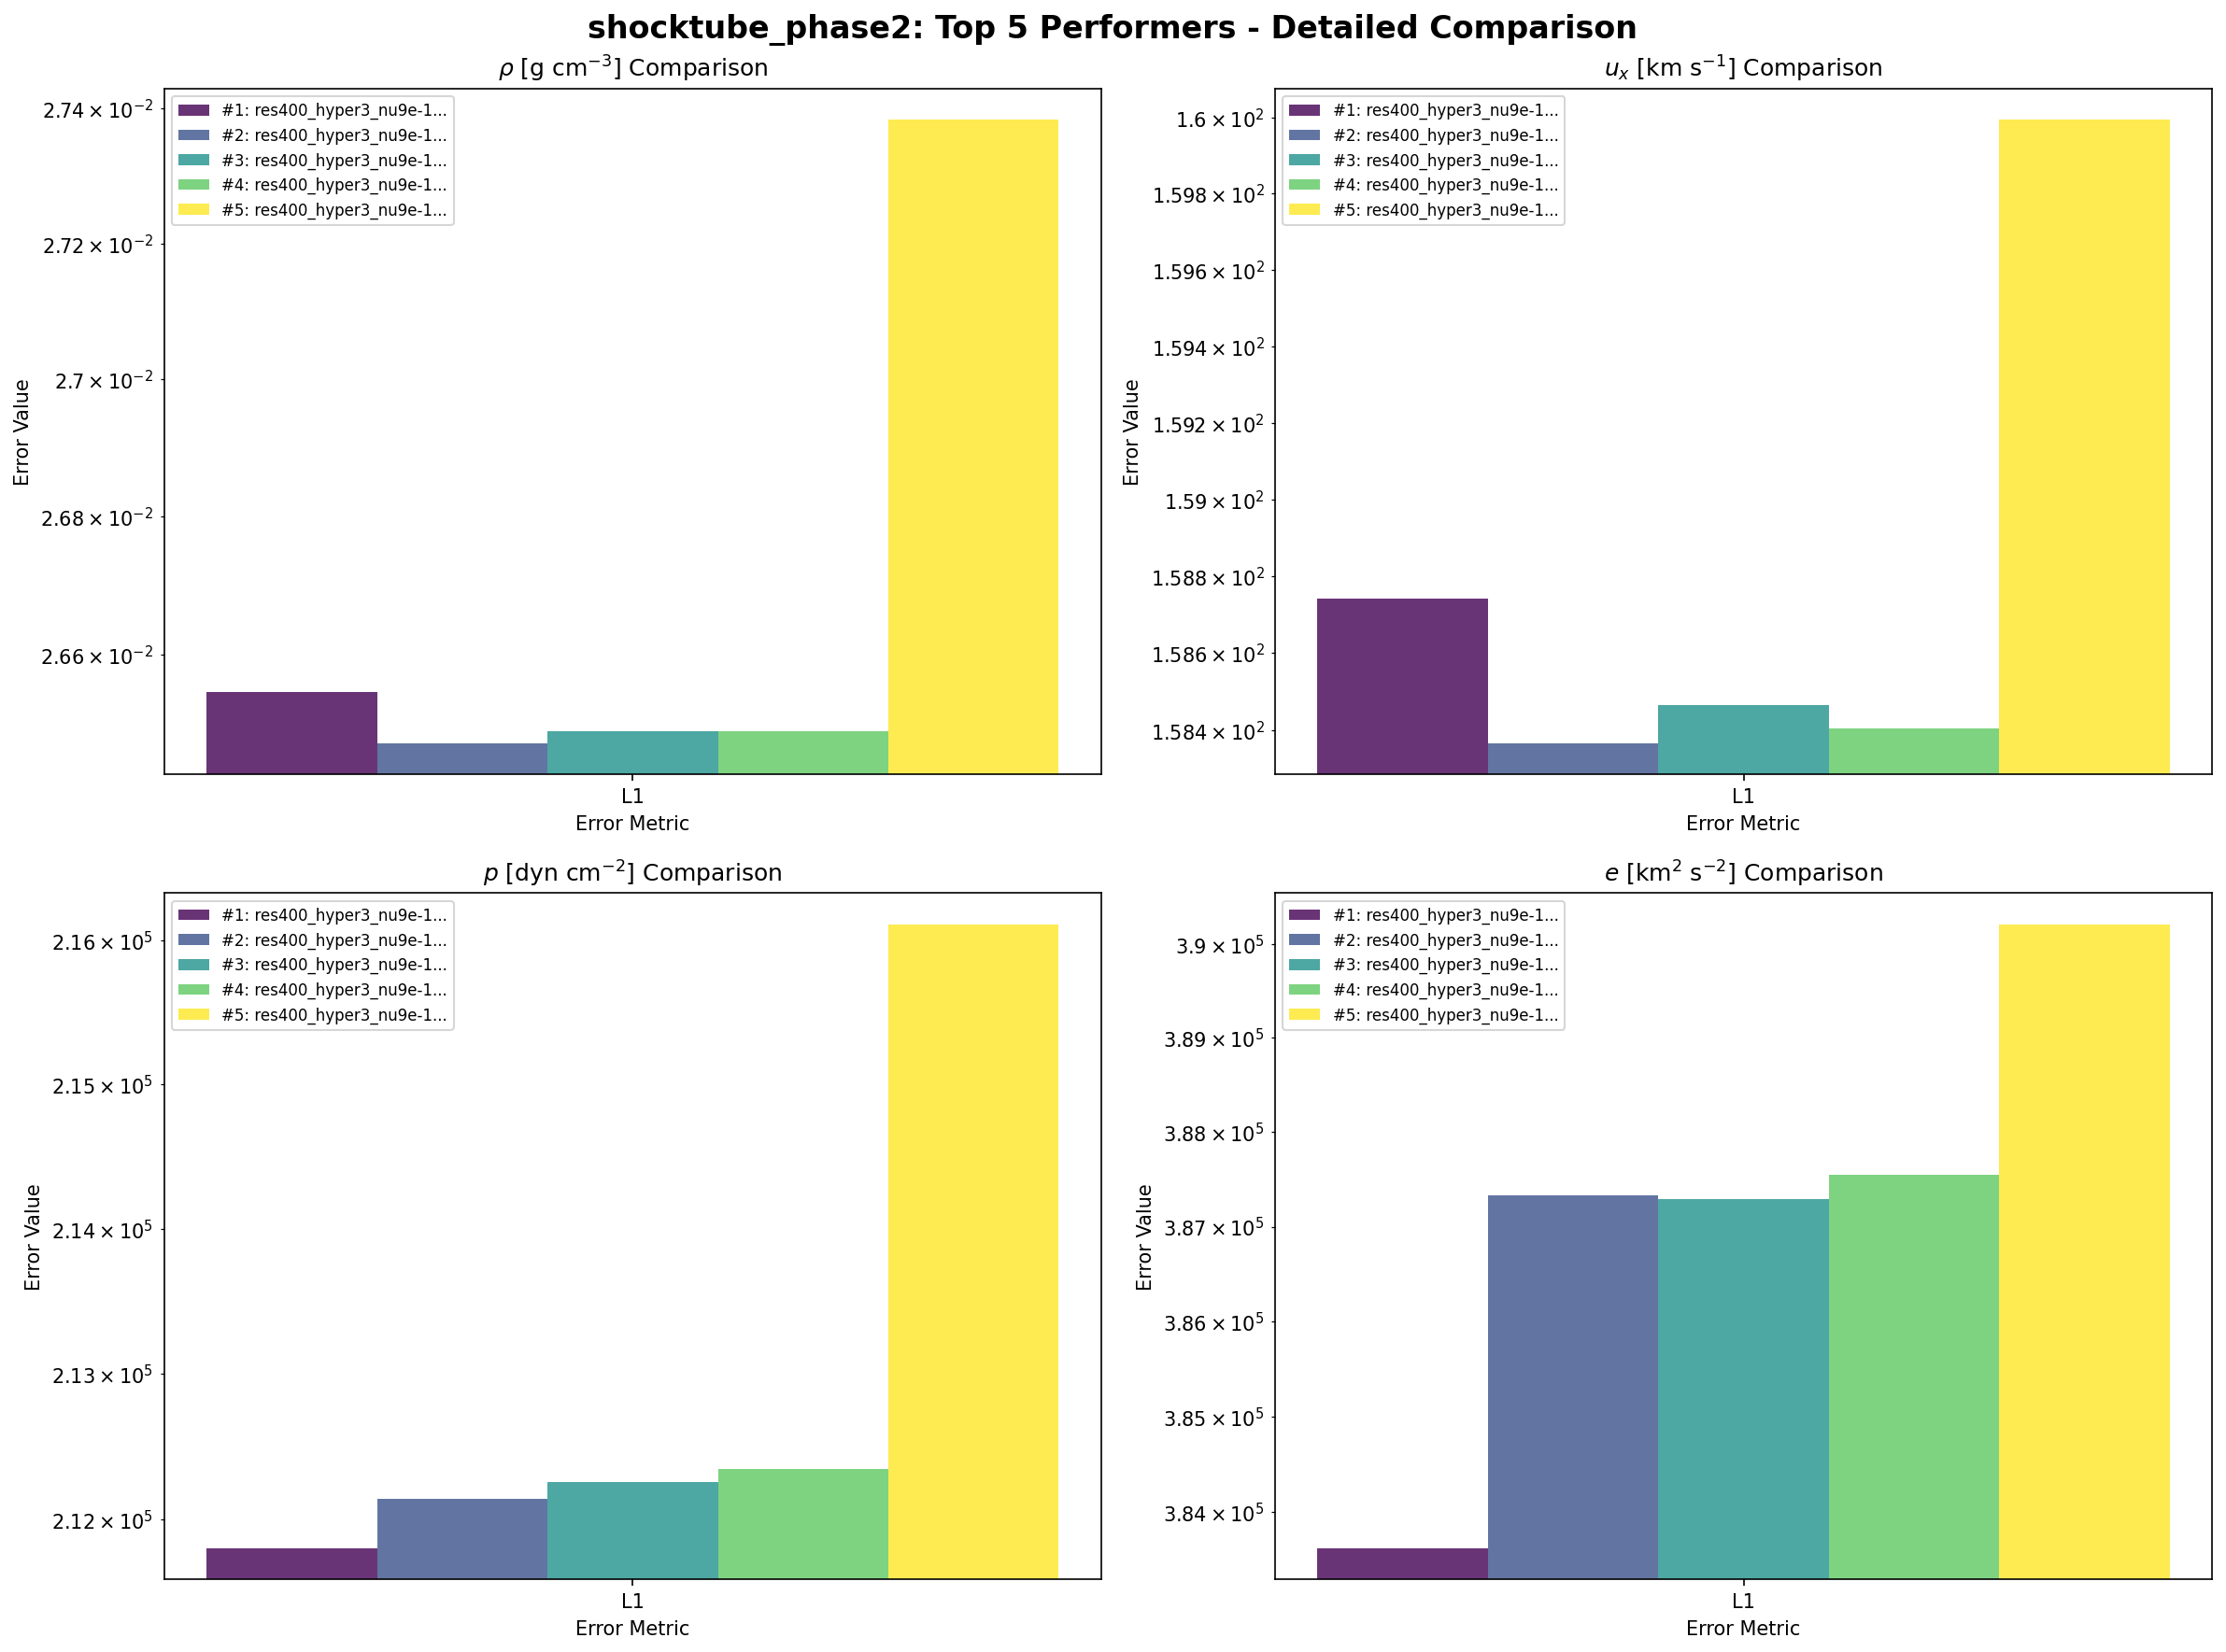 shocktube_phase2: Top 5 Performers - Detailed Comparison
ρ [g cm⁻³] Comparison
2.74 × 10⁻²
2.72 × 10⁻²
2.7 × 10⁻²
2.68 × 10⁻²
2.66 × 10⁻²
Error Value
#1: res400_hyper3_nu9e-1...
#2: res400_hyper3_nu9e-1...
#3: res400_hyper3_nu9e-1...
#4: res400_hyper3_nu9e-1...
#5: res400_hyper3_nu9e-1...
L1
Error Metric
uₓ [km s⁻¹] Comparison
1.6 × 10²
1.598 × 10²
1.596 × 10²
1.594 × 10²
1.592 × 10²
1.59 × 10²
1.588 × 10²
1.586 × 10²
1.584 × 10²
Error Value
#1: res400_hyper3_nu9e-1...
#2: res400_hyper3_nu9e-1...
#3: res400_hyper3_nu9e-1...
#4: res400_hyper3_nu9e-1...
#5: res400_hyper3_nu9e-1...
L1
Error Metric
p [dyn cm⁻²] Comparison
2.16 × 10⁵
2.15 × 10⁵
2.14 × 10⁵
2.13 × 10⁵
2.12 × 10⁵
Error Value
#1: res400_hyper3_nu9e-1...
#2: res400_hyper3_nu9e-1...
#3: res400_hyper3_nu9e-1...
#4: res400_hyper3_nu9e-1...
#5: res400_hyper3_nu9e-1...
L1
Error Metric
e [km² s⁻²] Comparison
3.9 × 10⁵
3.89 × 10⁵
3.88 × 10⁵
3.87 × 10⁵
3.86 × 10⁵
3.85 × 10⁵
3.84 × 10⁵
Error Value
#1: res400_hyper3_nu9e-1...
#2: res400_hyper3_nu9e-1...
#3: res400_hyper3_nu9e-1...
#4: res400_hyper3_nu9e-1...
#5: res400_hyper3_nu9e-1...
L1
Error Metric